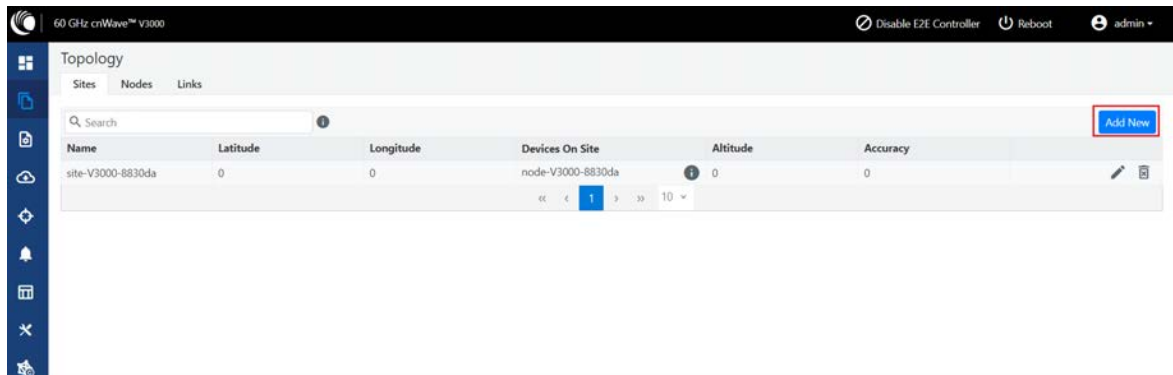 60 GHz cnWave™ V3000 Disable E2E Controller Reboot admin
Topology
Sites Nodes Links
Search Add New
Name Latitude Longitude Devices On Site Altitude Accuracy
site-V3000-8830da 0 0 node-V3000-8830da 0 0
« ‹ 1 › » 10